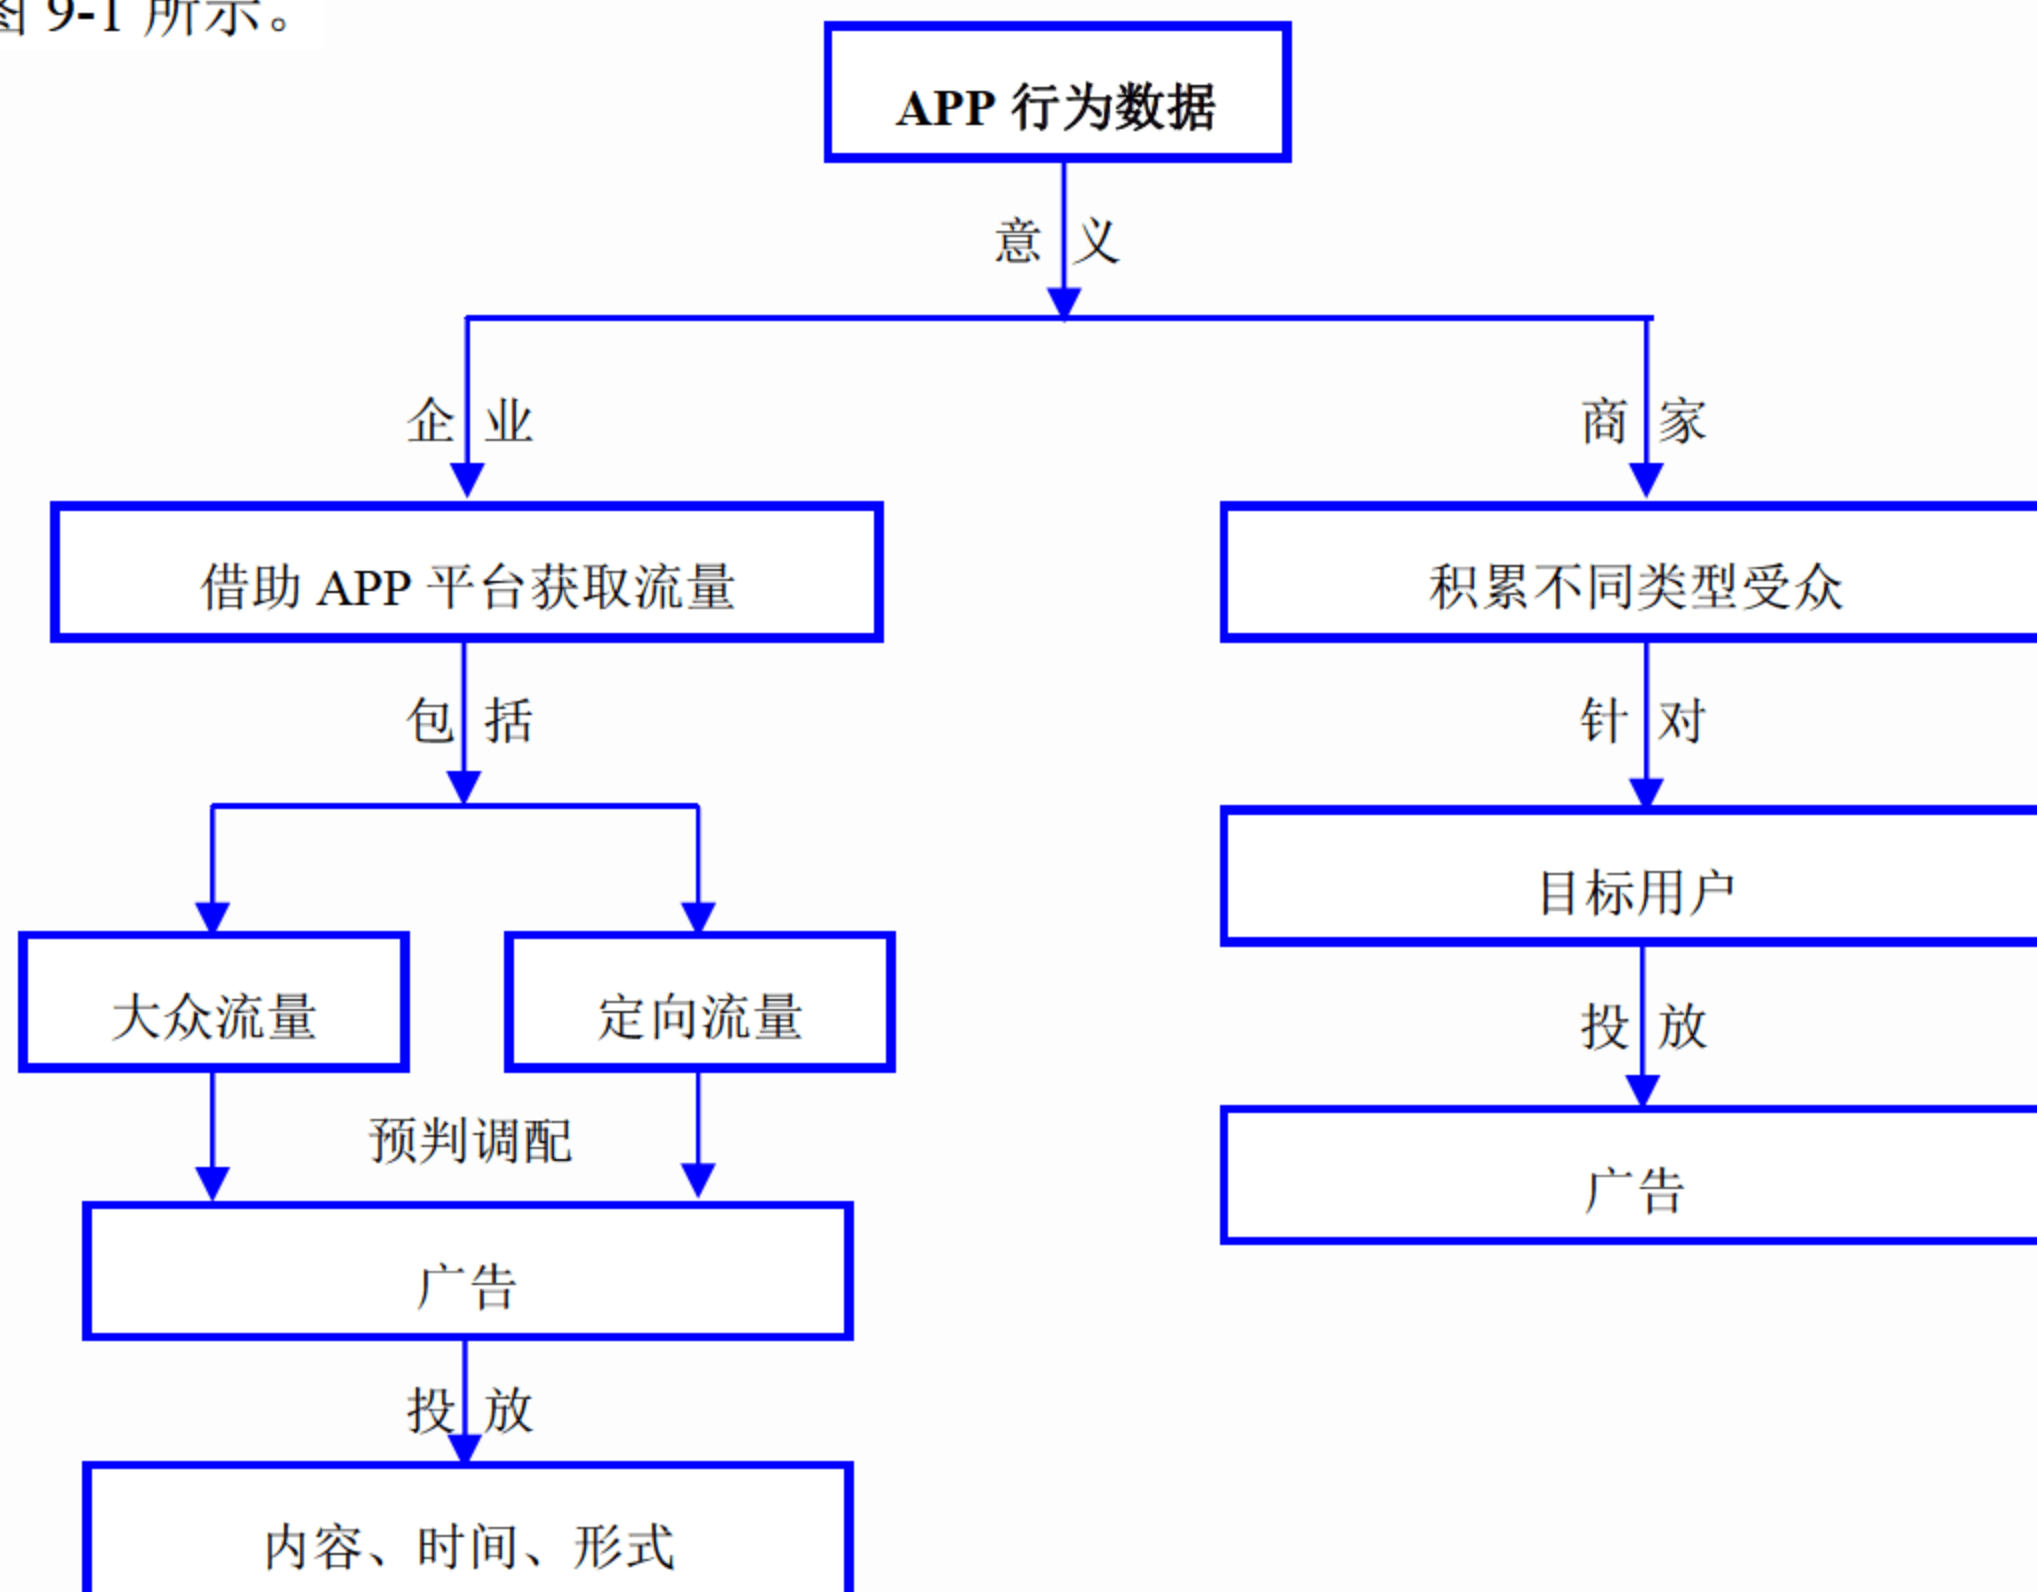 图 9-1 所示。
APP 行为数据
意 义
企 业
商 家
借助 APP 平台获取流量
积累不同类型受众
包 括
针 对
目标用户
大众流量
定向流量
投 放
预判调配
广告
广告
投 放
内容、时间、形式